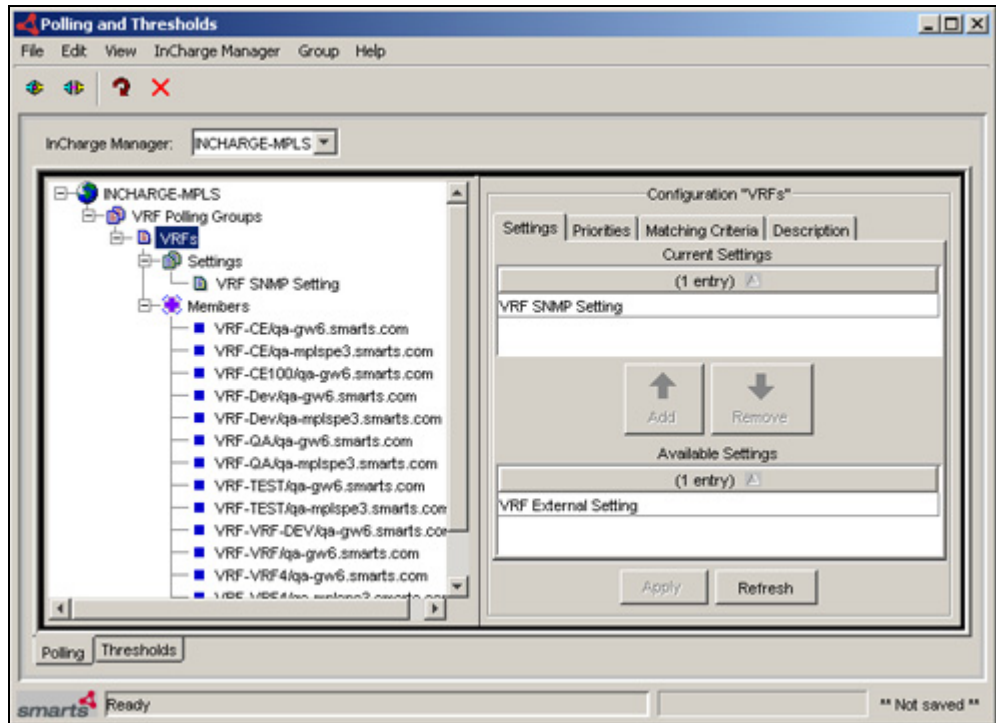 Polling and Thresholds
File Edit View InCharge Manager Group Help
InCharge Manager: INCHARGE-MPLS
INCHARGE-MPLS
VRF Polling Groups
VRFs
Settings
VRF SNMP Setting
Members
VRF-CE/qa-gw6.smarts.com
VRF-CE/qa-mplspe3.smarts.com
VRF-CE100/qa-gw6.smarts.com
VRF-Dev/qa-gw6.smarts.com
VRF-Dev/qa-mplspe3.smarts.com
VRF-QA/qa-gw6.smarts.com
VRF-QA/qa-mplspe3.smarts.com
VRF-TEST/qa-gw6.smarts.com
VRF-TEST/qa-mplspe3.smarts.com
VRF-VRF-DEV/qa-gw6.smarts.cor
VRF-VRF/qa-gw6.smarts.com
VRF-VRF4/qa-gw6.smarts.com
Configuration "VRFs"
Settings Priorities Matching Criteria Description
Current Settings
(1 entry)
VRF SNMP Setting
Add Remove
Available Settings
(1 entry)
VRF External Setting
Apply Refresh
Polling Thresholds
smarts Ready ** Not saved **